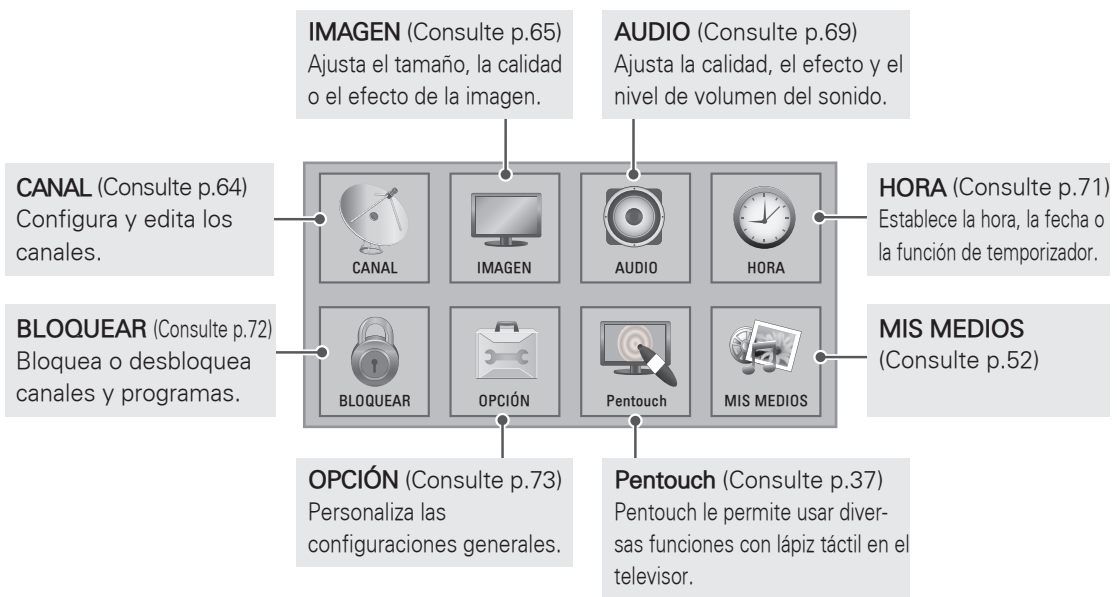 IMAGEN (Consulte p.65)
Ajusta el tamaño, la calidad
o el efecto de la imagen.
AUDIO (Consulte p.69)
Ajusta la calidad, el efecto y el
nivel de volumen del sonido.
CANAL (Consulte p.64)
Configura y edita los
canales.
HORA (Consulte p.71)
Establece la hora, la fecha o
la función de temporizador.
CANAL
IMAGEN
AUDIO
HORA
BLOQUEAR (Consulte p.72)
Bloquea o desbloquea
canales y programas.
MIS MEDIOS
(Consulte p.52)
BLOQUEAR
OPCIÓN
Pentouch
MIS MEDIOS
OPCIÓN (Consulte p.73)
Personaliza las
configuraciones generales.
Pentouch (Consulte p.37)
Pentouch le permite usar diver-
sas funciones con lápiz táctil en el
televisor.